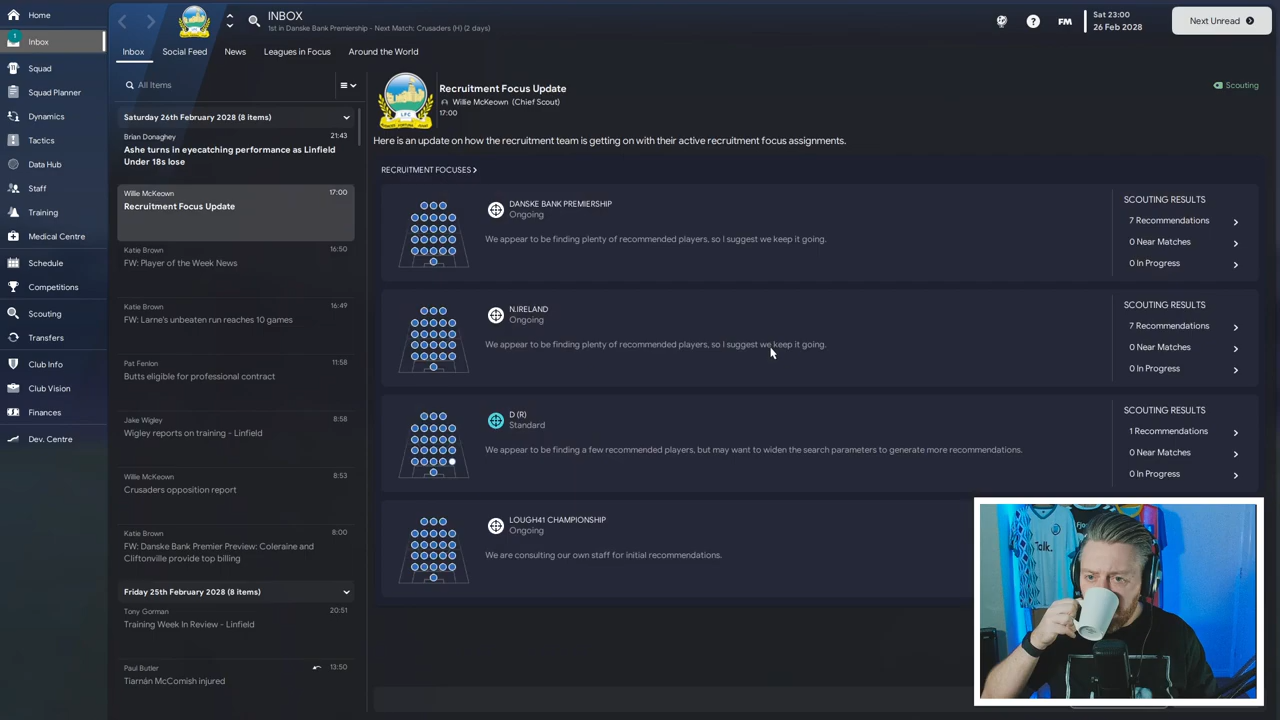 Home
1
Inbox
Squad
Squad Planner
Dynamics
Tactics
Data Hub
Staff
Training
Medical Centre
Schedule
Competitions
Scouting
Transfers
Club Info
Club Vision
Finances
Dev. Centre
INBOX
1st in Danske Bank Premiership - Next Match: Crusaders (H) (2 days)
FM
Sat 23:00
26 Feb 2028
Next Unread
Inbox
Social Feed
News
Leagues in Focus
Around the World
All Items
Saturday 26th February 2028 (8 items)
Brian Donaghey 21:43
Ashe turns in eyecatching performance as Linfield
Under 18s lose
Willie McKeown 17:00
Recruitment Focus Update
Katie Brown 16:50
FW: Player of the Week News
Katie Brown 16:49
FW: Larne's unbeaten run reaches 10 games
Pat Fenlon 11:58
Butts eligible for professional contract
Jake Wigley 8:58
Wigley reports on training - Linfield
Willie McKeown 8:53
Crusaders opposition report
Katie Brown 8:00
FW: Danske Bank Premier Preview: Coleraine and
Cliftonville provide top billing
Friday 25th February 2028 (8 items)
Tony Gorman 20:51
Training Week In Review - Linfield
Paul Butler 13:50
Tiarnán McComish injured
Recruitment Focus Update
Willie McKeown (Chief Scout)
17:00
Scouting
Here is an update on how the recruitment team is getting on with their active recruitment focus assignments.
RECRUITMENT FOCUSES
DANSKE BANK PREMIERSHIP
Ongoing
We appear to be finding plenty of recommended players, so I suggest we keep it going.
SCOUTING RESULTS
7 Recommendations
0 Near Matches
0 In Progress
N.IRELAND
Ongoing
We appear to be finding plenty of recommended players, so I suggest we keep it going.
SCOUTING RESULTS
7 Recommendations
0 Near Matches
0 In Progress
D (R)
Standard
We appear to be finding a few recommended players, but may want to widen the search parameters to generate more recommendations.
SCOUTING RESULTS
1 Recommendations
0 Near Matches
0 In Progress
LOUGH41 CHAMPIONSHIP
Ongoing
We are consulting our own staff for initial recommendations.
Talk.